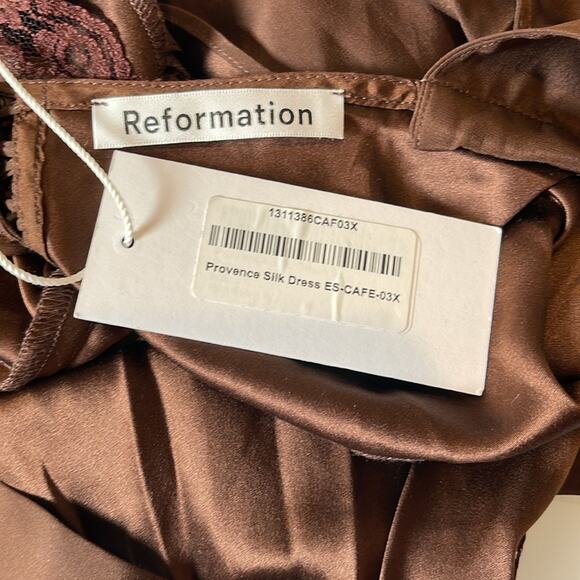 Reformation
1311386CAF03X
Provence Silk Dress ES-CAFE-03X